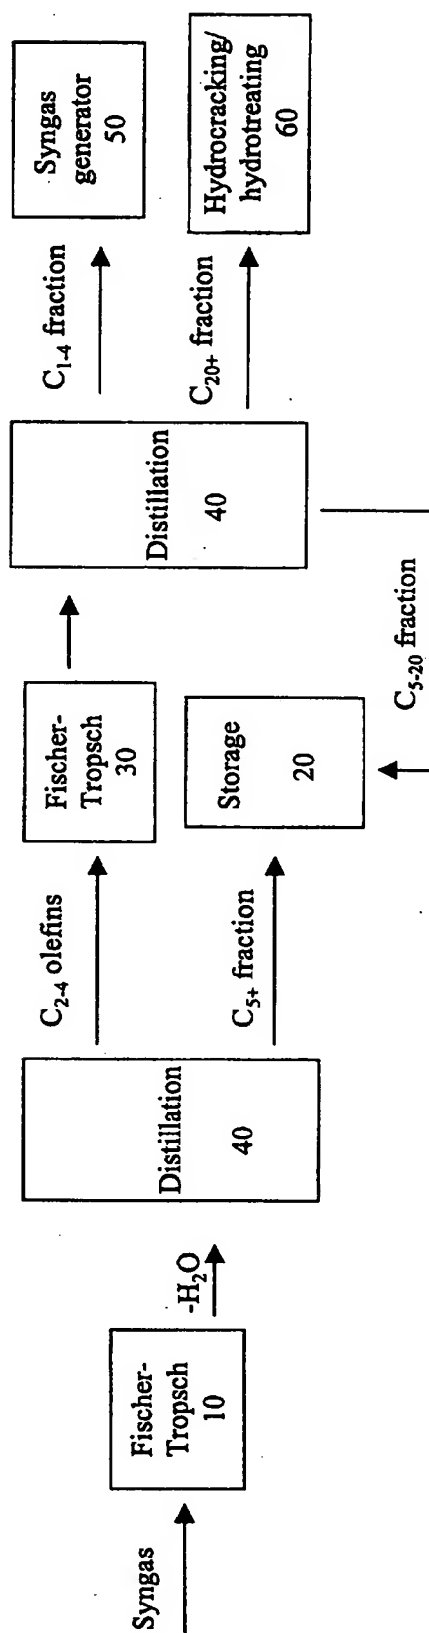 Syngas
Fischer-
Tropsch
10
-H₂O
Distillation
40
C₂₋₄ olefins
C₅₊ fraction
Fischer-
Tropsch
30
Storage
20
Distillation
40
C₅₋₂₀ fraction
C₁₋₄ fraction
C₂₀₊ fraction
Syngas
generator
50
Hydrocracking/
hydrotreating
60